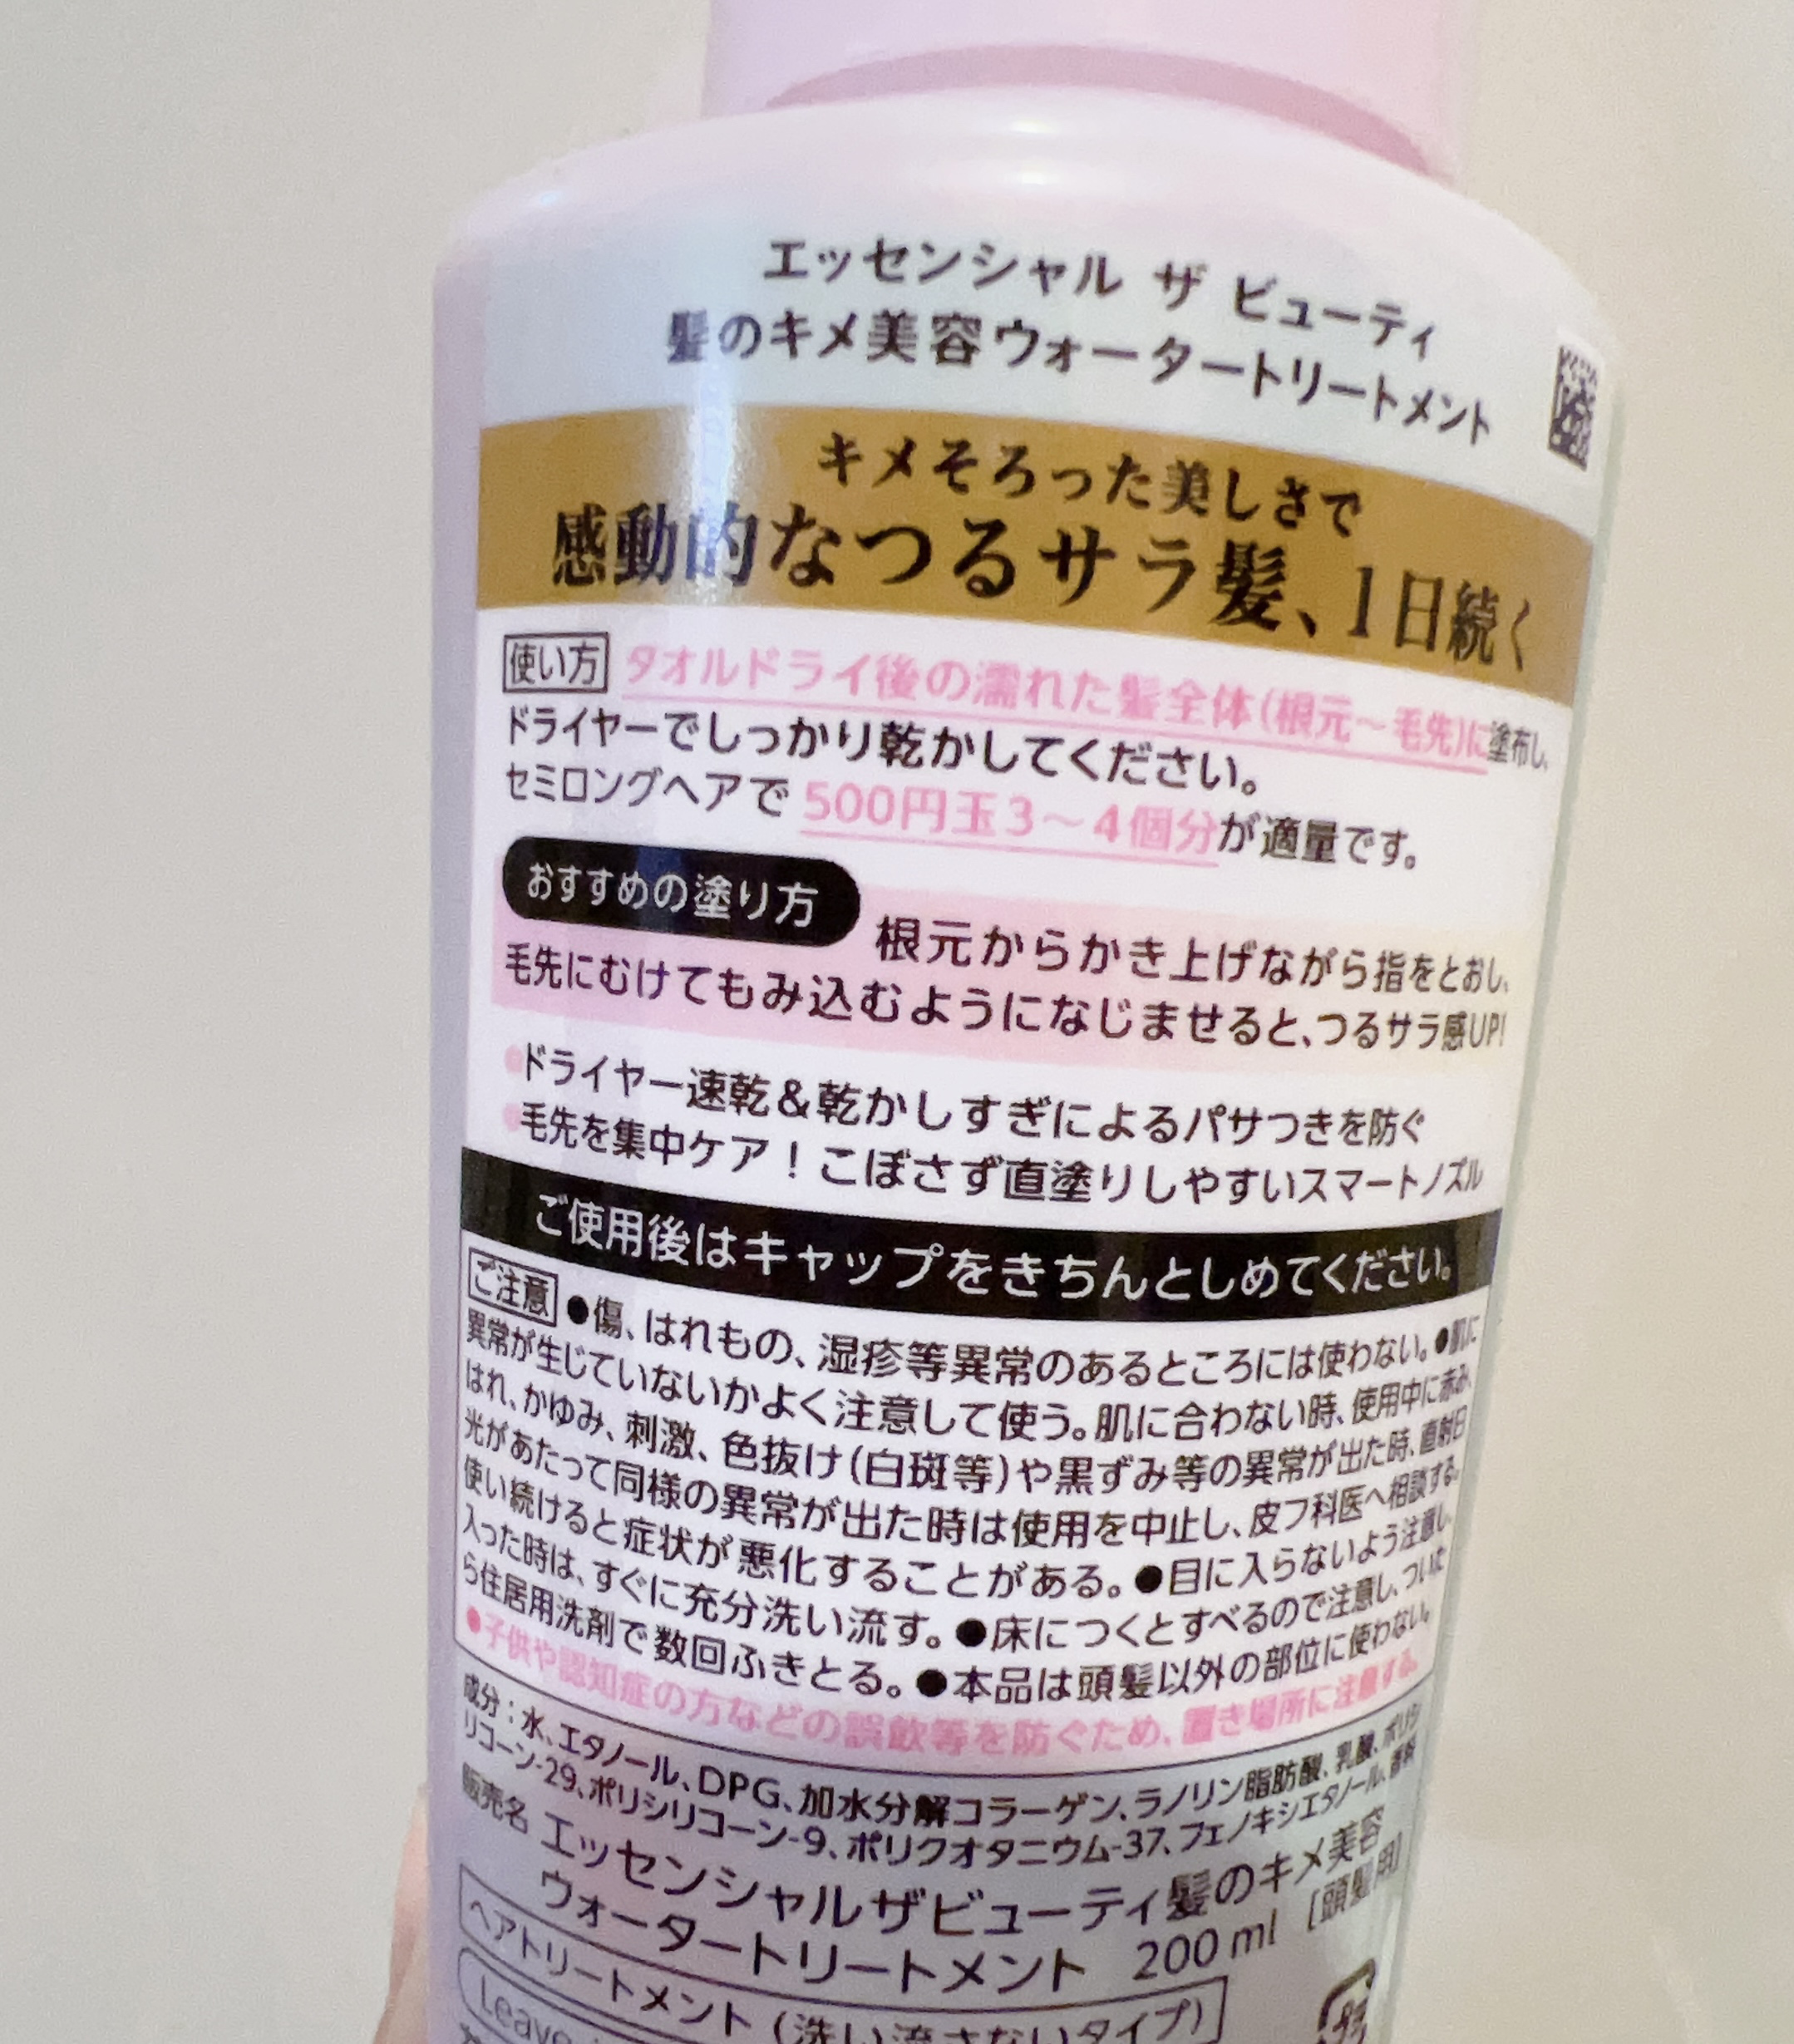 エッセンシャル ザ ビューティ
髪のキメ美容ウォータートリートメント
キメそろった美しさで
感動的なつるサラ髪、1日続く
使い方 タオルドライ後の濡れた髪全体(根元～毛先)に塗布し、
ドライヤーでしっかり乾かしてください。
セミロングヘアで500円玉3～4個分が適量です。
おすすめの塗り方 根元からかき上げながら指をとおし、
毛先にむけてもみ込むようになじませると、つるサラ感UP!
●ドライヤー速乾&乾かしすぎによるパサつきを防ぐ
●毛先を集中ケア!こぼさず直塗りしやすいスマートノズル
ご使用後はキャップをきちんとしめてください。
ご注意 ●傷、はれもの、湿疹等異常のあるところには使わない。●肌に
異常が生じていないかよく注意して使う。肌に合わない時、使用中に赤み、
はれ、かゆみ、刺激、色抜け(白斑等)や黒ずみ等の異常が出た時、直射日
光があたって同様の異常が出た時は使用を中止し、皮フ科医へ相談する。
使い続けると症状が悪化することがある。●目に入らないよう注意し、
入った時は、すぐに充分洗い流す。●床につくとすべるので注意し、ついた
ら住居用洗剤で数回ふきとる。●本品は頭髪以外の部位に使わない。
●子供や認知症の方などの誤飲等を防ぐため、置き場所に注意する。
成分:水、エタノール、DPG、加水分解コラーゲン、ラノリン脂肪酸、乳酸、ポリシ
リコーン-29、ポリシリコーン-9、ポリクオタニウム-37、フェノキシエタノール、香料
販売名 エッセンシャルザビューティ髪のキメ美容
ウォータートリートメント 200ml [頭髪用]
ヘアトリートメント(洗い流さないタイプ)
Leave